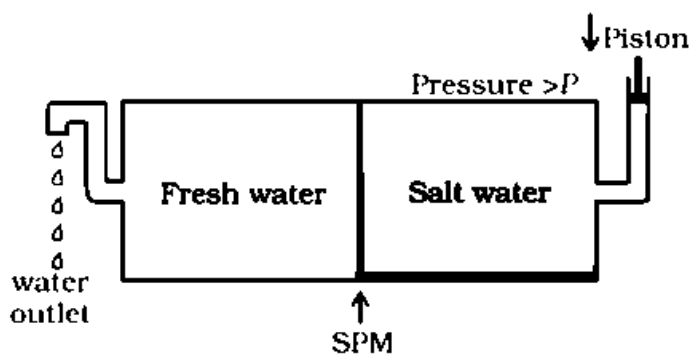 Piston
Pressure >P
Fresh water
Salt water
water
outlet
SPM